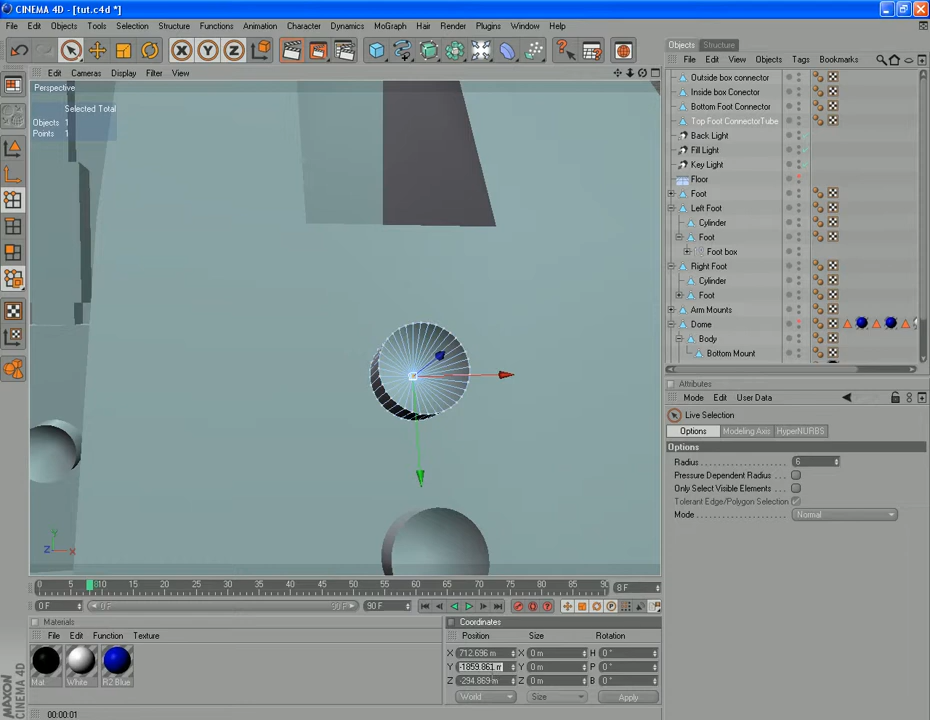 CINEMA 4D - [tut.c4d *]
File Edit Objects Tools Selection Structure Functions Animation Character Dynamics MoGraph Hair Render Plugins Window Help
X Y Z
Objects Structure
Edit Cameras Display Filter View
File Edit View Objects Tags Bookmarks
Perspective
Selected Total
Objects 1
Points 1
Outside box connector
Inside box Conector
Bottom Foot Connector
Top Foot ConnectorTube
Back Light
Fill Light
Key Light
Floor
Foot
Left Foot
Cylinder
Foot
Foot box
Right Foot
Cylinder
Foot
Arm Mounts
Dome
Body
Bottom Mount
Attributes
Mode Edit User Data
Live Selection
Options Modeling Axis HyperNURBS
Options
Radius 6
Pressure Dependent Radius
Only Select Visible Elements
Tolerant Edge/Polygon Selection
Mode Normal
Y
Z X
0 5 10 15 20 25 30 35 40 45 50 55 60 65 70 75 80 85 90 8 F
0 F 0 F 90 F 90 F
Materials
File Edit Function Texture
Mat White R2 Blue
Coordinates
Position Size Rotation
X 712.696 m X 0 m H 0 °
Y -1859.861 m Y 0 m P 0 °
Z -294.869 m Z 0 m B 0 °
World Size Apply
MAXON CINEMA 4D
00:00:01